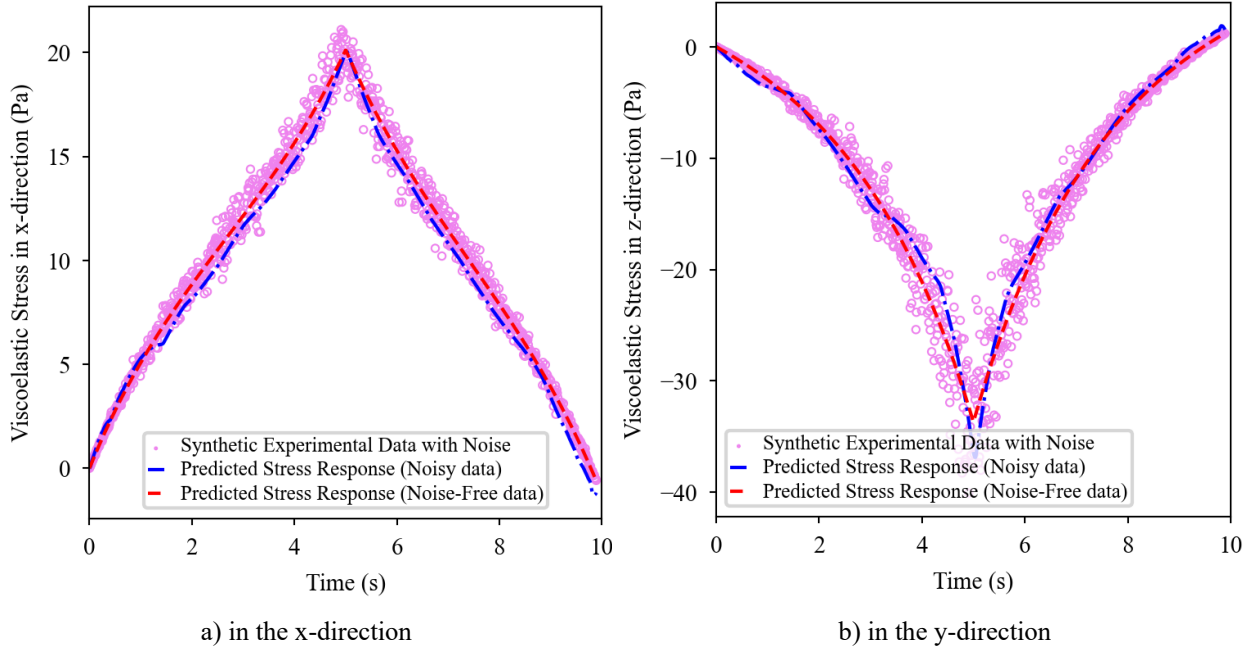 Viscoelastic Stress in x-direction (Pa)
20
15
10
5
0
Synthetic Experimental Data with Noise
Predicted Stress Response (Noisy data)
Predicted Stress Response (Noise-Free data)
0 2 4 6 8 10
Time (s)
a) in the x-direction
Viscoelastic Stress in z-direction (Pa)
0
−10
−20
−30
−40
Synthetic Experimental Data with Noise
Predicted Stress Response (Noisy data)
Predicted Stress Response (Noise-Free data)
0 2 4 6 8 10
Time (s)
b) in the y-direction